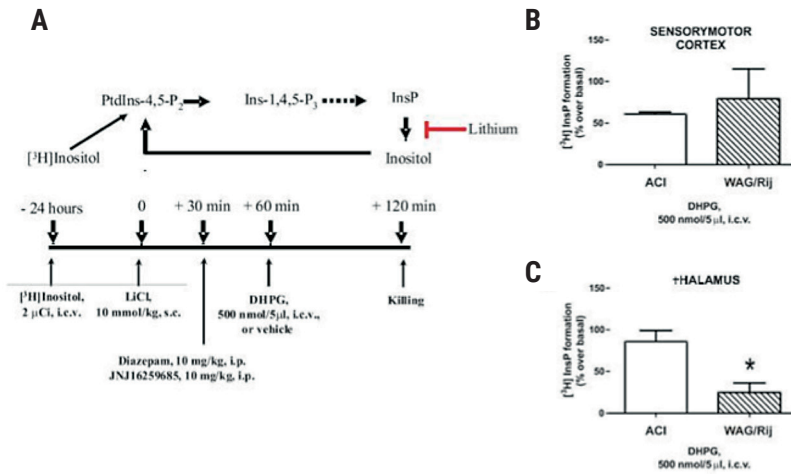 A
PtdIns-4,5-P₂
Ins-1,4,5-P₃
InsP
Lithium
[³H]Inositol
Inositol
- 24 hours
0
+ 30 min
+ 60 min
+ 120 min
[³H]Inositol,
2 µCi, i.c.v.
LiCl,
10 mmol/kg, s.c.
DHPG,
500 nmol/5µl, i.c.v.,
or vehicle
Killing
Diazepam, 10 mg/kg, i.p.
JNJ16259685, 10 mg/kg, i.p.
B
SENSORYMOTOR
CORTEX
[³H] InsP formation
(% over basal)
150
100
50
0
ACI
WAG/Rij
DHPG,
500 nmol/5 µl, i.c.v.
C
THALAMUS
[³H] InsP formation
(% over basal)
150
100
50
0
*
ACI
WAG/Rij
DHPG,
500 nmol/5 µl, i.c.v.